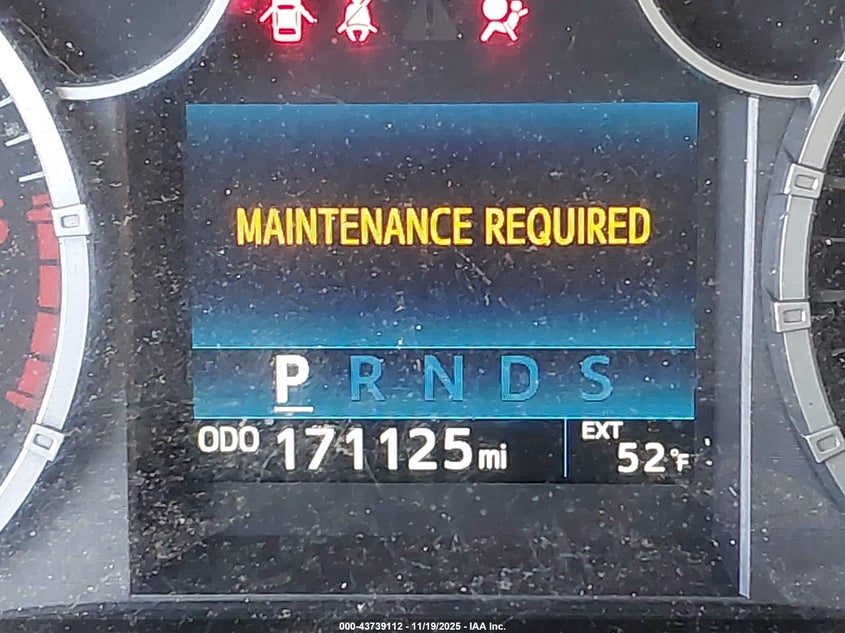 MAINTENANCE REQUIRED
P R N D S
ODO 171125 mi
EXT
52°F
000-43739112 - 11/19/2025 - IAA Inc.